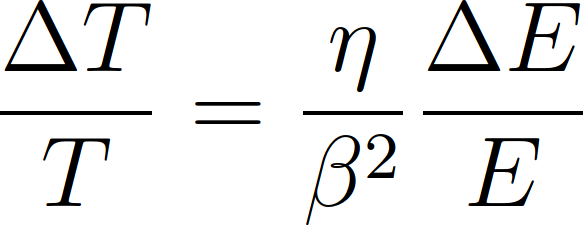 ΔT/T = η/β² ΔE/E